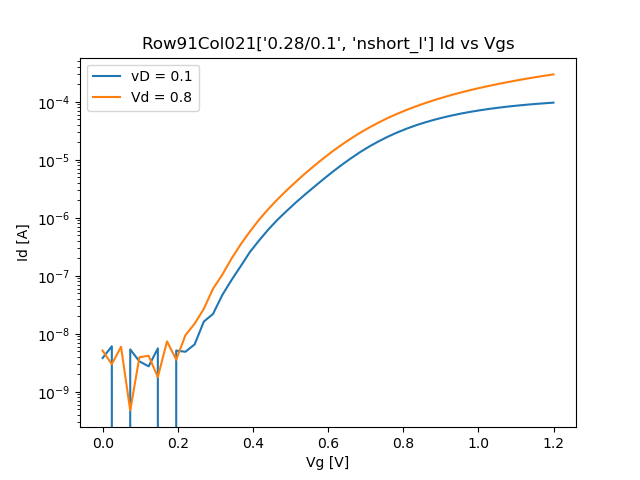 Row91Col021['0.28/0.1', 'nshort_l'] Id vs Vgs
vD = 0.1
Vd = 0.8
Id [A]
10⁻⁴
10⁻⁵
10⁻⁶
10⁻⁷
10⁻⁸
10⁻⁹
0.0 0.2 0.4 0.6 0.8 1.0 1.2
Vg [V]